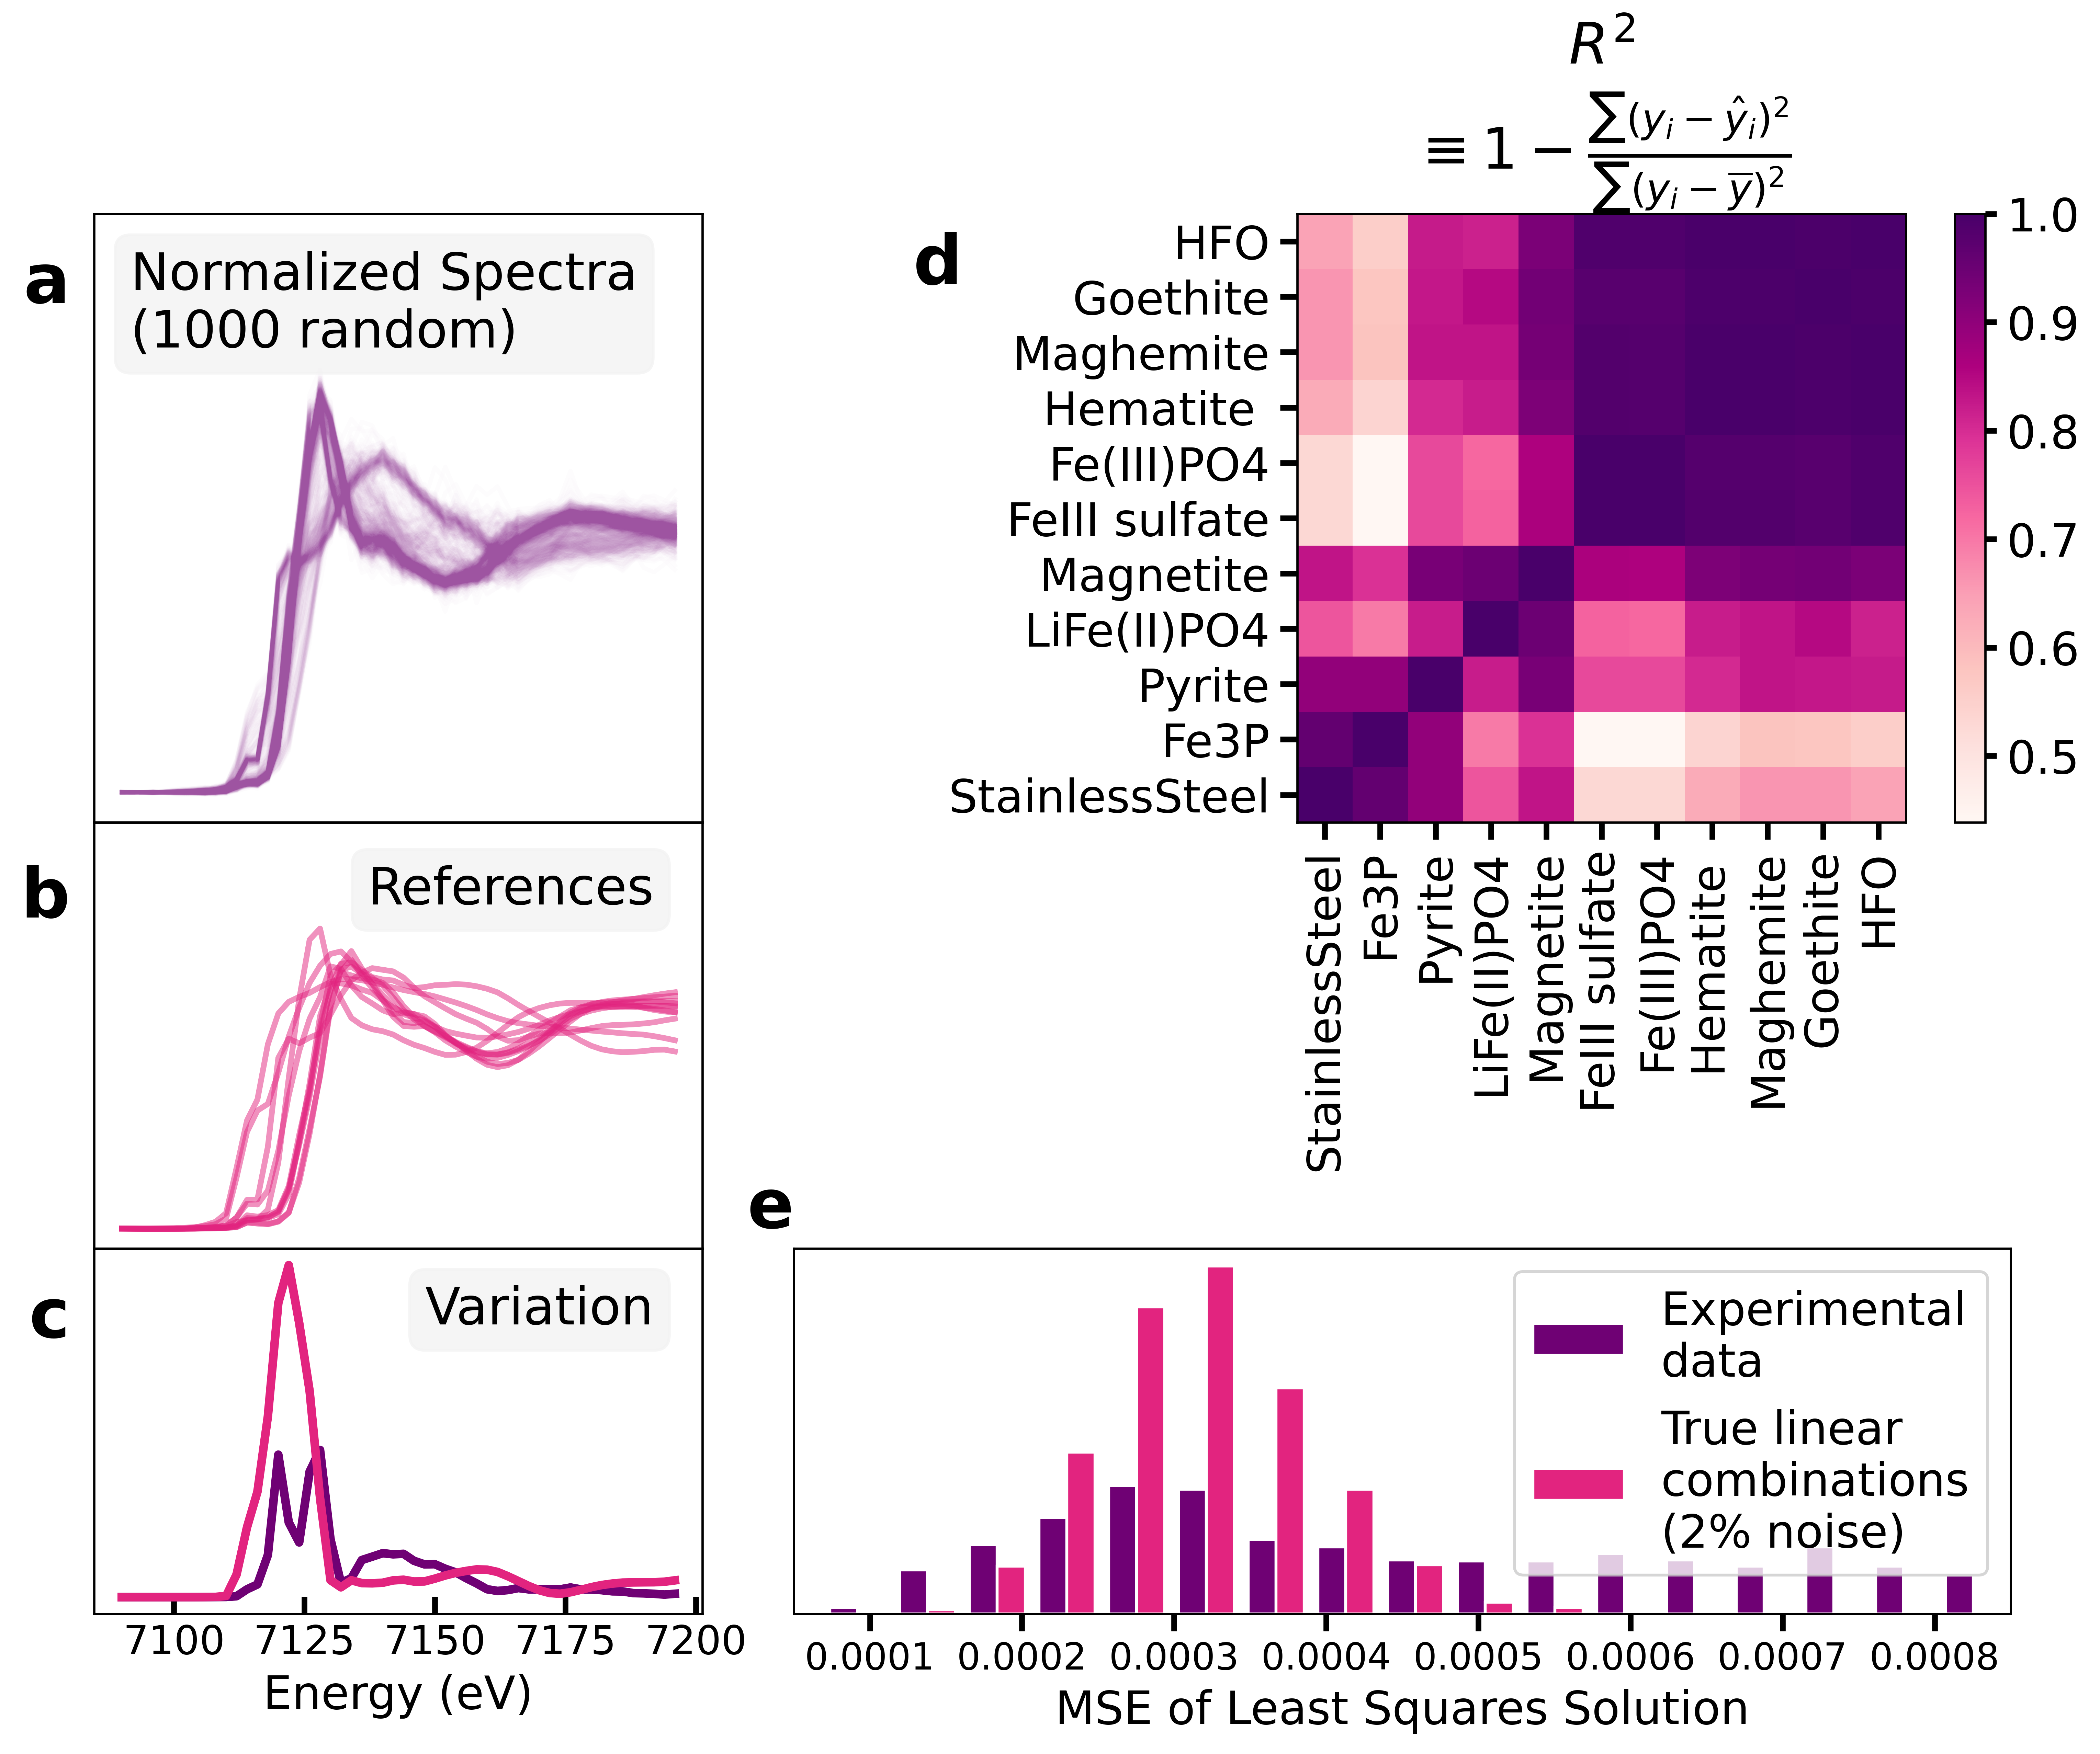 a
Normalized Spectra
(1000 random)
b
References
c
Variation
7100 7125 7150 7175 7200
Energy (eV)
R²
≡ 1 − ∑(yᵢ − ŷᵢ)² / ∑(yᵢ − y̅)²
d
HFO
Goethite
Maghemite
Hematite
Fe(III)PO4
FeIII sulfate
Magnetite
LiFe(II)PO4
Pyrite
Fe3P
StainlessSteel
StainlessSteel
Fe3P
Pyrite
LiFe(II)PO4
Magnetite
FeIII sulfate
Fe(III)PO4
Hematite
Maghemite
Goethite
HFO
1.0
0.9
0.8
0.7
0.6
0.5
e
Experimental
data
True linear
combinations
(2% noise)
0.0001 0.0002 0.0003 0.0004 0.0005 0.0006 0.0007 0.0008
MSE of Least Squares Solution